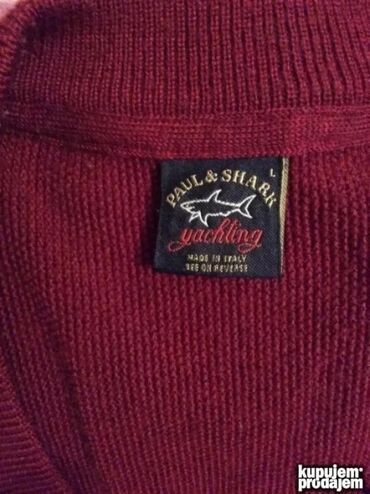 PAUL & SHARK
L
yachting
MADE IN ITALY
SEE ON REVERSE
kupujem
prodajem